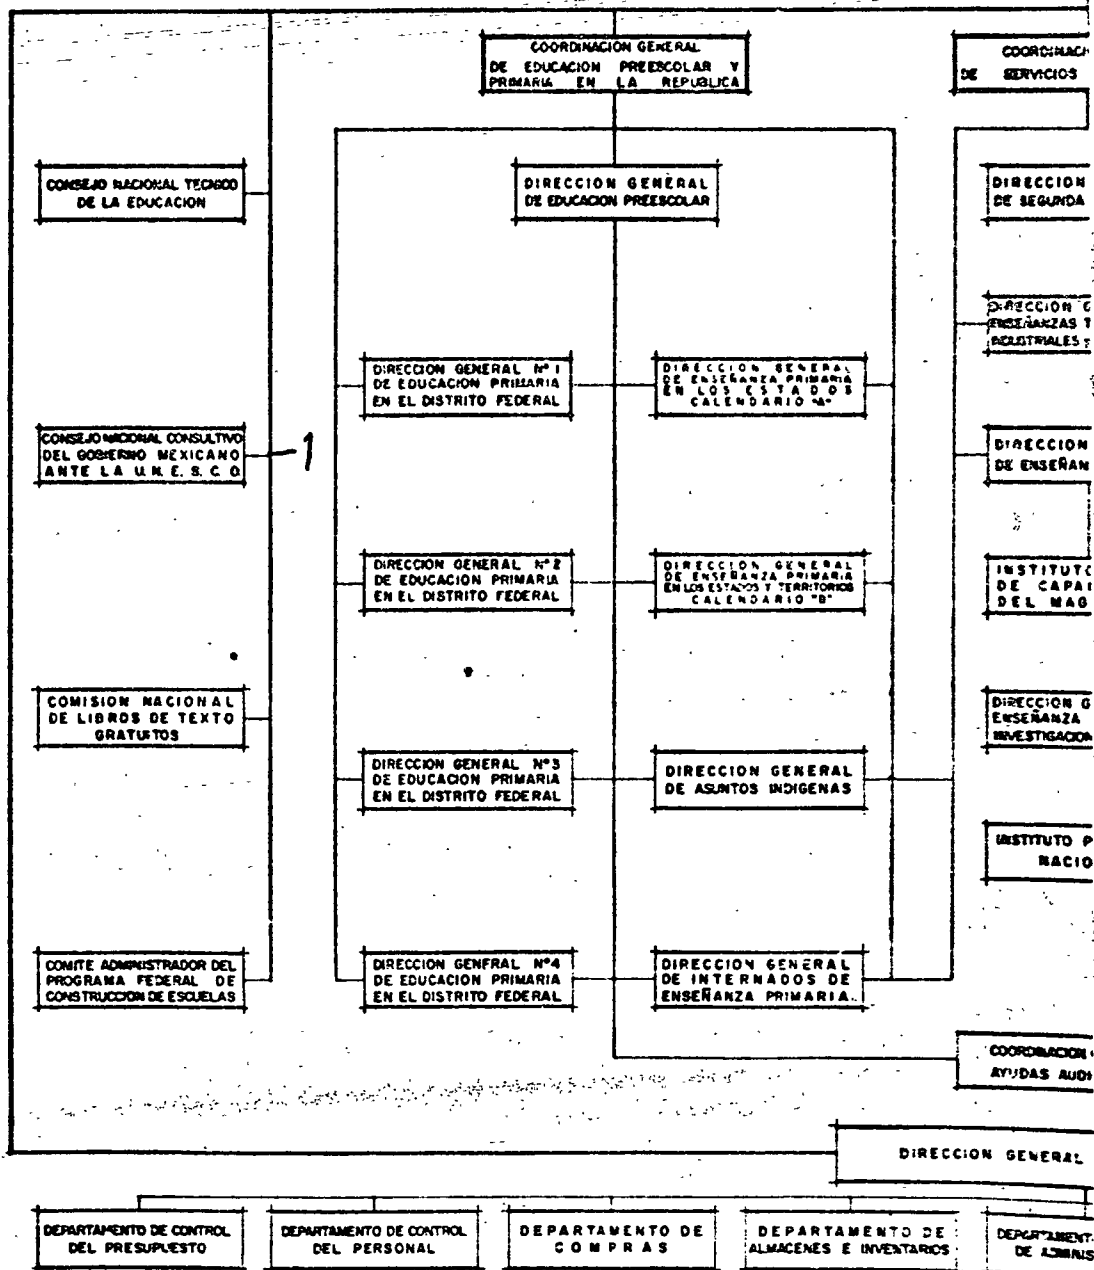 COORDINACION GENERAL
DE EDUCACION PREESCOLAR Y
PRIMARIA EN LA REPUBLICA
COORDINACI
DE SERVICIOS
CONSEJO NACIONAL TECNICO
DE LA EDUCACION
DIRECCION GENERAL
DE EDUCACION PREESCOLAR
DIRECCION
DE SEGUNDA
DIRECCION G
ENSEÑANZAS T
INDUSTRIALES
DIRECCION GENERAL Nº 1
DE EDUCACION PRIMARIA
EN EL DISTRITO FEDERAL
DIRECCION GENERAL
DE ENSEÑANZA PRIMARIA
EN LOS ESTADOS
CALENDARIO "A"
CONSEJO NACIONAL CONSULTIVO
DEL GOBIERNO MEXICANO
ANTE LA U.N.E.S.C.O.
1
DIRECCION
DE ENSEÑAN
DIRECCION GENERAL Nº 2
DE EDUCACION PRIMARIA
EN EL DISTRITO FEDERAL
DIRECCION GENERAL
DE ENSEÑANZA PRIMARIA
EN LOS ESTADOS Y TERRITORIOS
CALENDARIO "B"
INSTITUTO
DE CAPA
DEL MAG
COMISION NACIONAL
DE LIBROS DE TEXTO
GRATUITOS
DIRECCION G
ENSEÑANZA
INVESTIGACION
DIRECCION GENERAL Nº 3
DE EDUCACION PRIMARIA
EN EL DISTRITO FEDERAL
DIRECCION GENERAL
DE ASUNTOS INDIGENAS
INSTITUTO P
NACIO
COMITE ADMINISTRADOR DEL
PROGRAMA FEDERAL DE
CONSTRUCCION DE ESCUELAS
DIRECCION GENERAL Nº 4
DE EDUCACION PRIMARIA
EN EL DISTRITO FEDERAL
DIRECCION GENERAL
DE INTERNADOS DE
ENSEÑANZA PRIMARIA.
COORDINACION
AYUDAS AUDI
DIRECCION GENERAL
DEPARTAMENTO DE CONTROL
DEL PRESUPUESTO
DEPARTAMENTO DE CONTROL
DEL PERSONAL
DEPARTAMENTO DE
COMPRAS
DEPARTAMENTO DE
ALMACENES E INVENTARIOS
DEPARTAMENT
DE ADMINIS